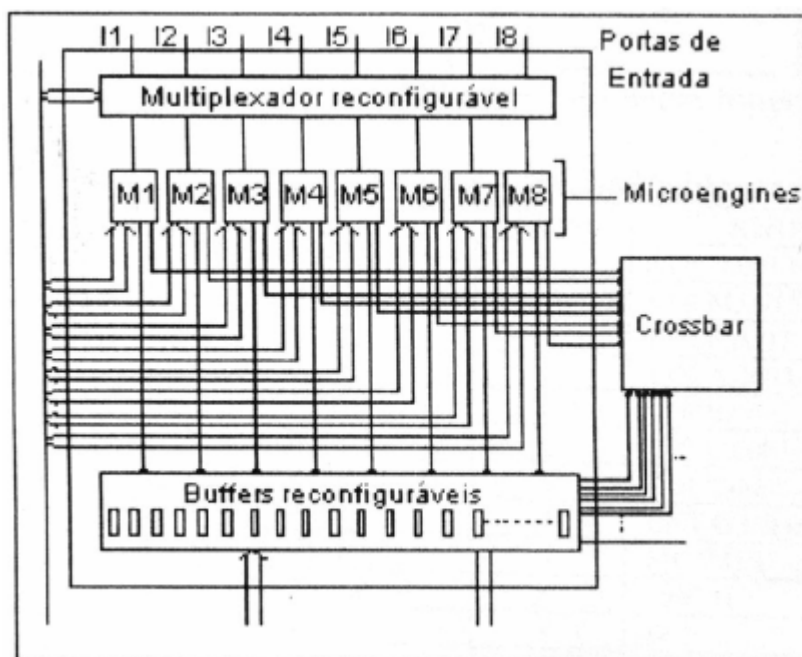 I1 I2 I3 I4 I5 I6 I7 I8
Portas de
Entrada
Multiplexador reconfigurável
M1 M2 M3 M4 M5 M6 M7 M8
Microengines
Crossbar
Buffers reconfiguráveis